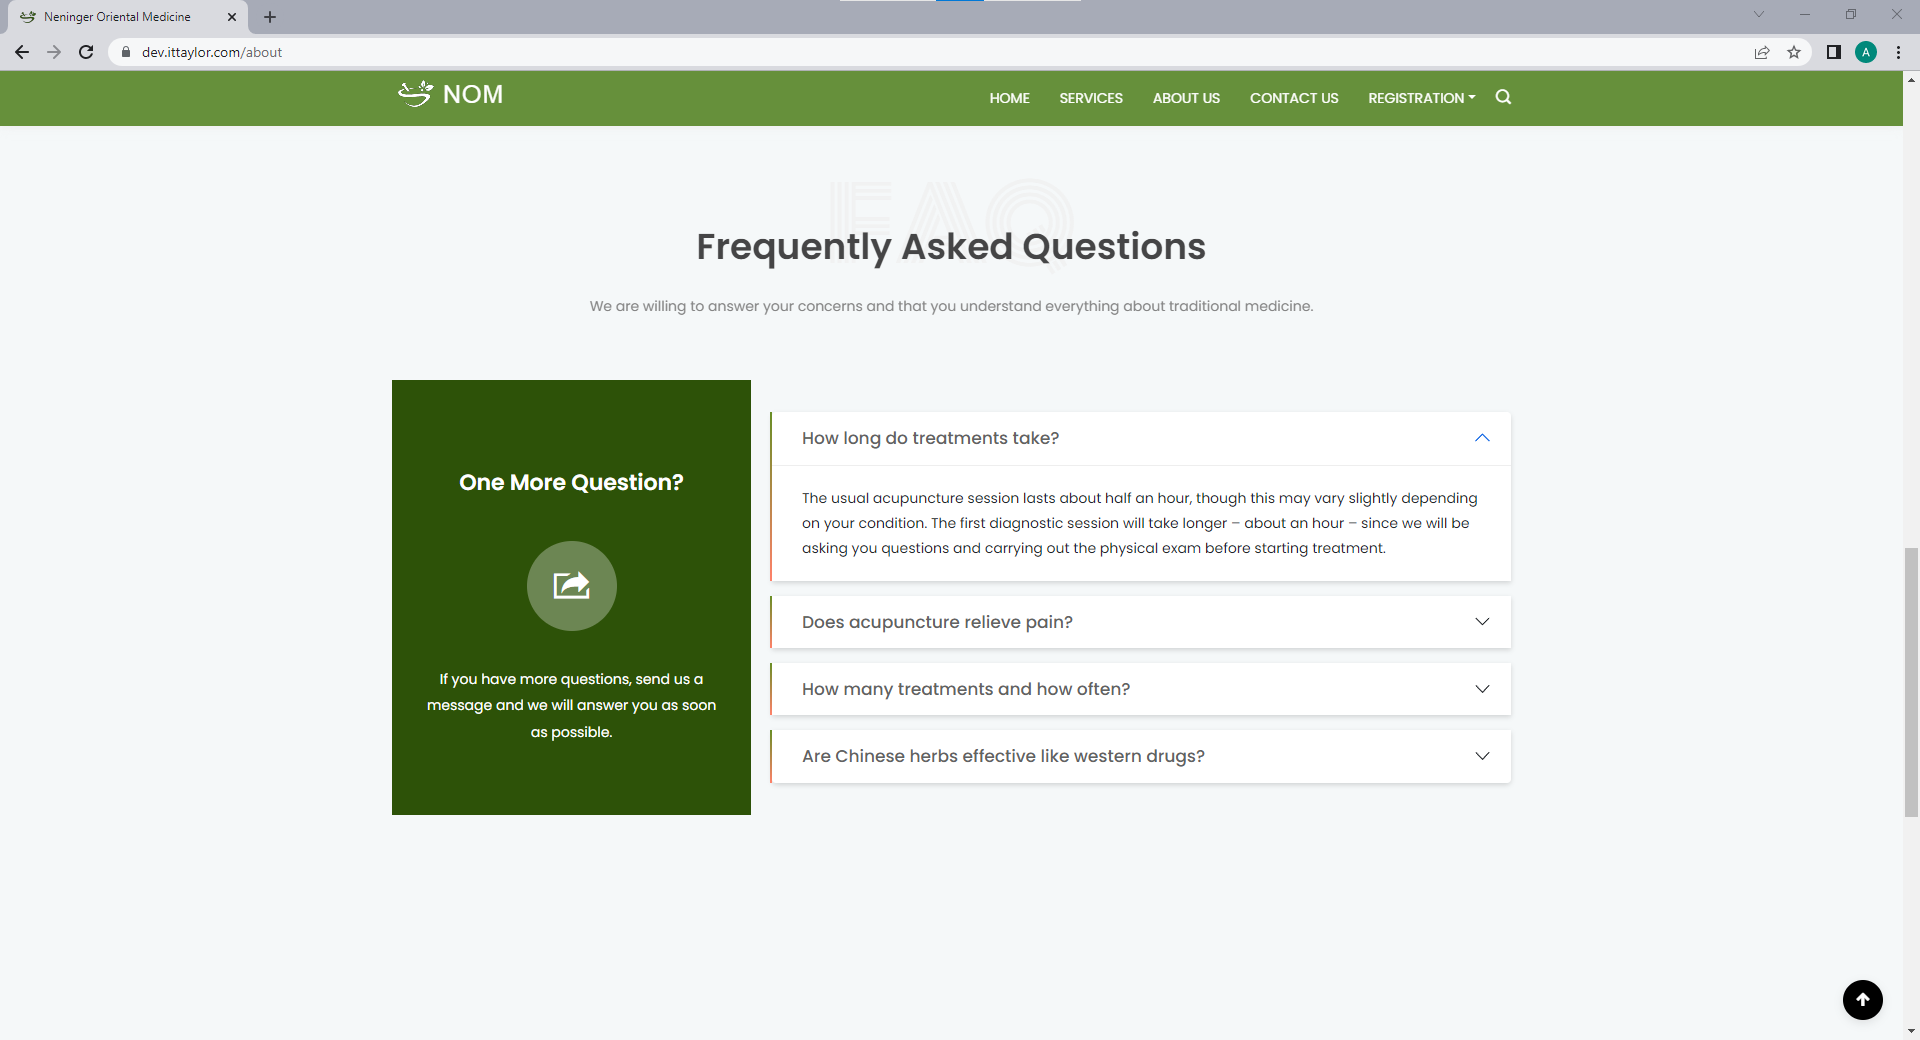 Neninger Oriental Medicine
dev.ittaylor.com/about
A
NOM
HOME SERVICES ABOUT US CONTACT US REGISTRATION
FAQ
Frequently Asked Questions
We are willing to answer your concerns and that you understand everything about traditional medicine.
One More Question?
If you have more questions, send us a
message and we will answer you as soon
as possible.
How long do treatments take?
The usual acupuncture session lasts about half an hour, though this may vary slightly depending
on your condition. The first diagnostic session will take longer – about an hour – since we will be
asking you questions and carrying out the physical exam before starting treatment.
Does acupuncture relieve pain?
How many treatments and how often?
Are Chinese herbs effective like western drugs?